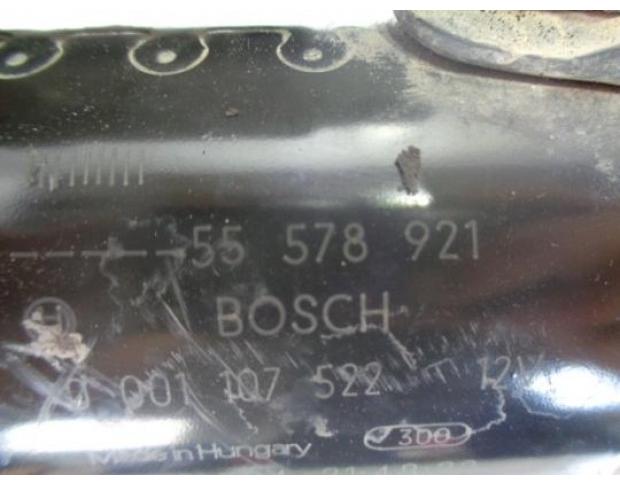 55 578 921
BOSCH
0 001 107 522 12V
Made in Hungary 300